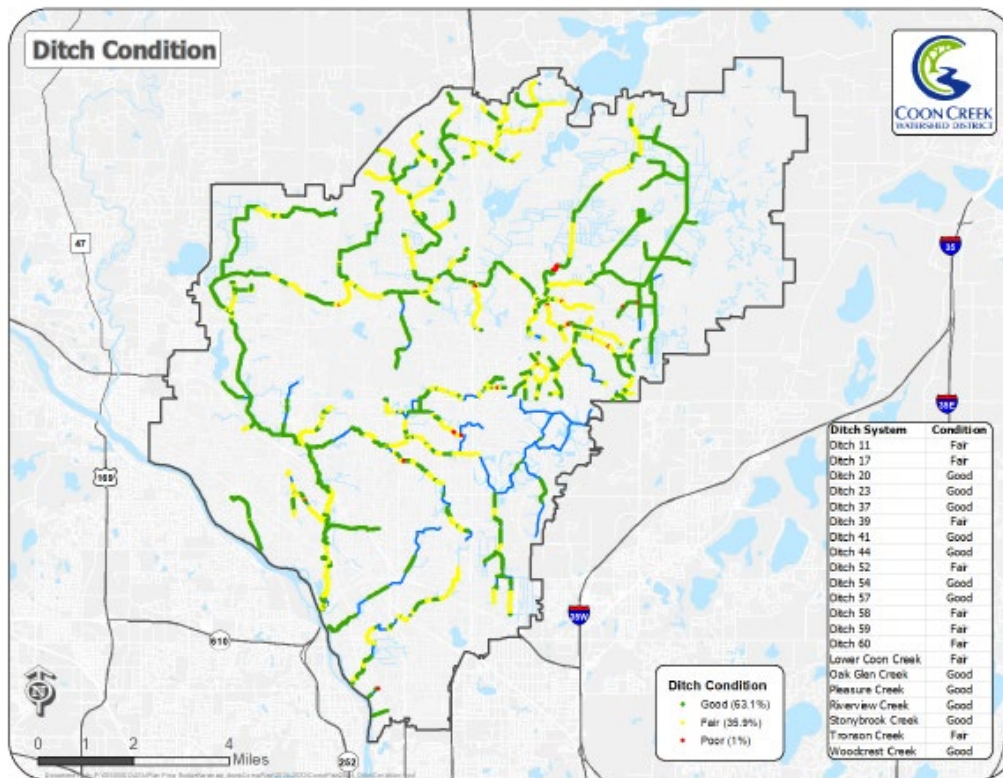 Ditch Condition
COON CREEK
WATERSHED DISTRICT
47
35
35E
169
35W
610
252
Ditch System Condition
Ditch 11 Fair
Ditch 17 Fair
Ditch 20 Good
Ditch 23 Good
Ditch 37 Good
Ditch 39 Fair
Ditch 41 Good
Ditch 44 Good
Ditch 52 Fair
Ditch 54 Good
Ditch 57 Good
Ditch 58 Fair
Ditch 59 Fair
Ditch 60 Fair
Lower Coon Creek Fair
Oak Glen Creek Good
Pleasure Creek Good
Riverview Creek Good
Stonybrook Creek Good
Tronson Creek Fair
Woodcrest Creek Good
Ditch Condition
Good (63.1%)
Fair (35.9%)
Poor (1%)
N
0 1 2 4
Miles